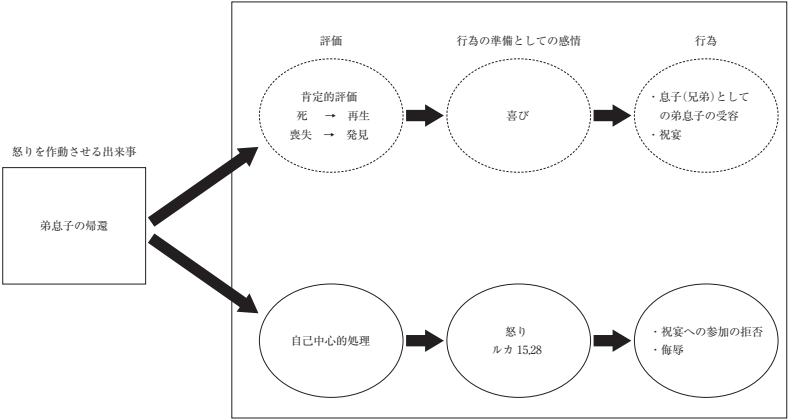 評価
行為の準備としての感情
行為
肯定的評価
死 → 再生
喪失 → 発見
喜び
・息子（兄弟）として
の弟息子の受容
・祝宴
怒りを作動させる出来事
弟息子の帰還
自己中心的処理
怒り
ルカ 15,28
・祝宴への参加の拒否
・侮辱